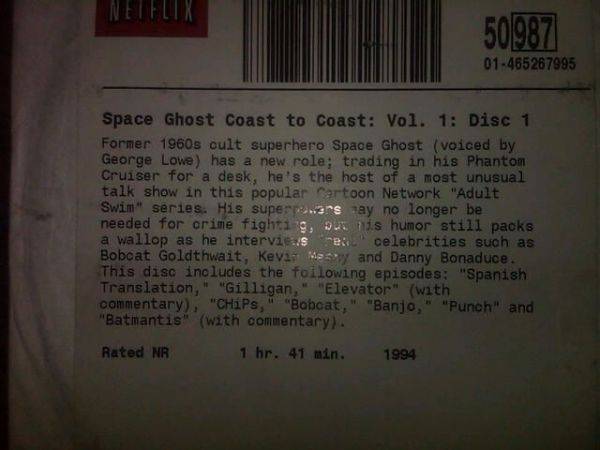 NETFLIX
50 987
01-465267995
Space Ghost Coast to Coast: Vol. 1: Disc 1
Former 1960s cult superhero Space Ghost (voiced by
George Lowe) has a new role; trading in his Phantom
Cruiser for a desk, he's the host of a most unusual
talk show in this popular Cartoon Network "Adult
Swim" series. His superpowers may no longer be
needed for crime fighting, but his humor still packs
a wallop as he interviews "real" celebrities such as
Bobcat Goldthwait, Kevin and Danny Bonaduce.
This disc includes the following episodes: "Spanish
Translation," "Gilligan," "Elevator" (with
commentary), "CHiPs," "Bobcat," "Banjo," "Punch" and
"Batmantis" (with commentary).
Rated NR 1 hr. 41 min. 1994